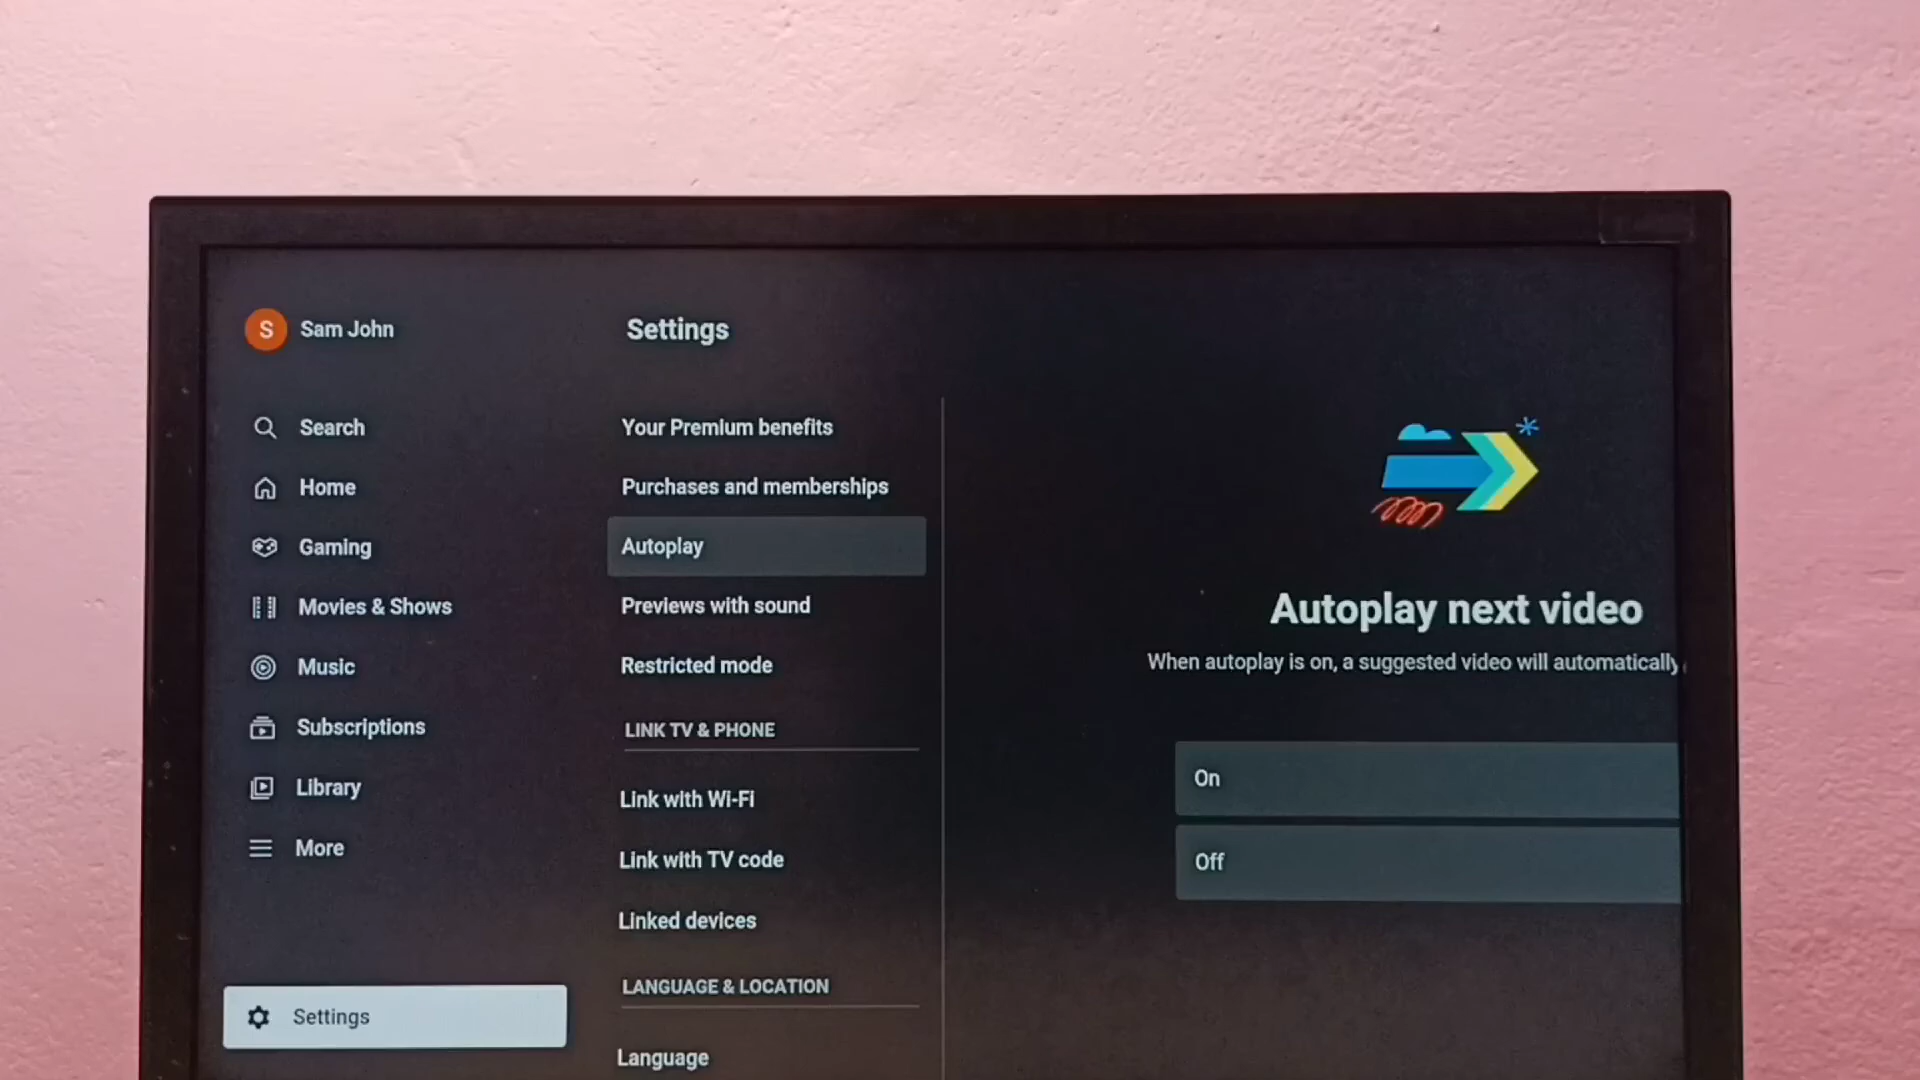 S Sam John
Search
Home
Gaming
Movies & Shows
Music
Subscriptions
Library
More
Settings
Settings
Your Premium benefits
Purchases and memberships
Autoplay
Previews with sound
Restricted mode
LINK TV & PHONE
Link with Wi-Fi
Link with TV code
Linked devices
LANGUAGE & LOCATION
Language
Autoplay next video
When autoplay is on, a suggested video will automatically
On
Off